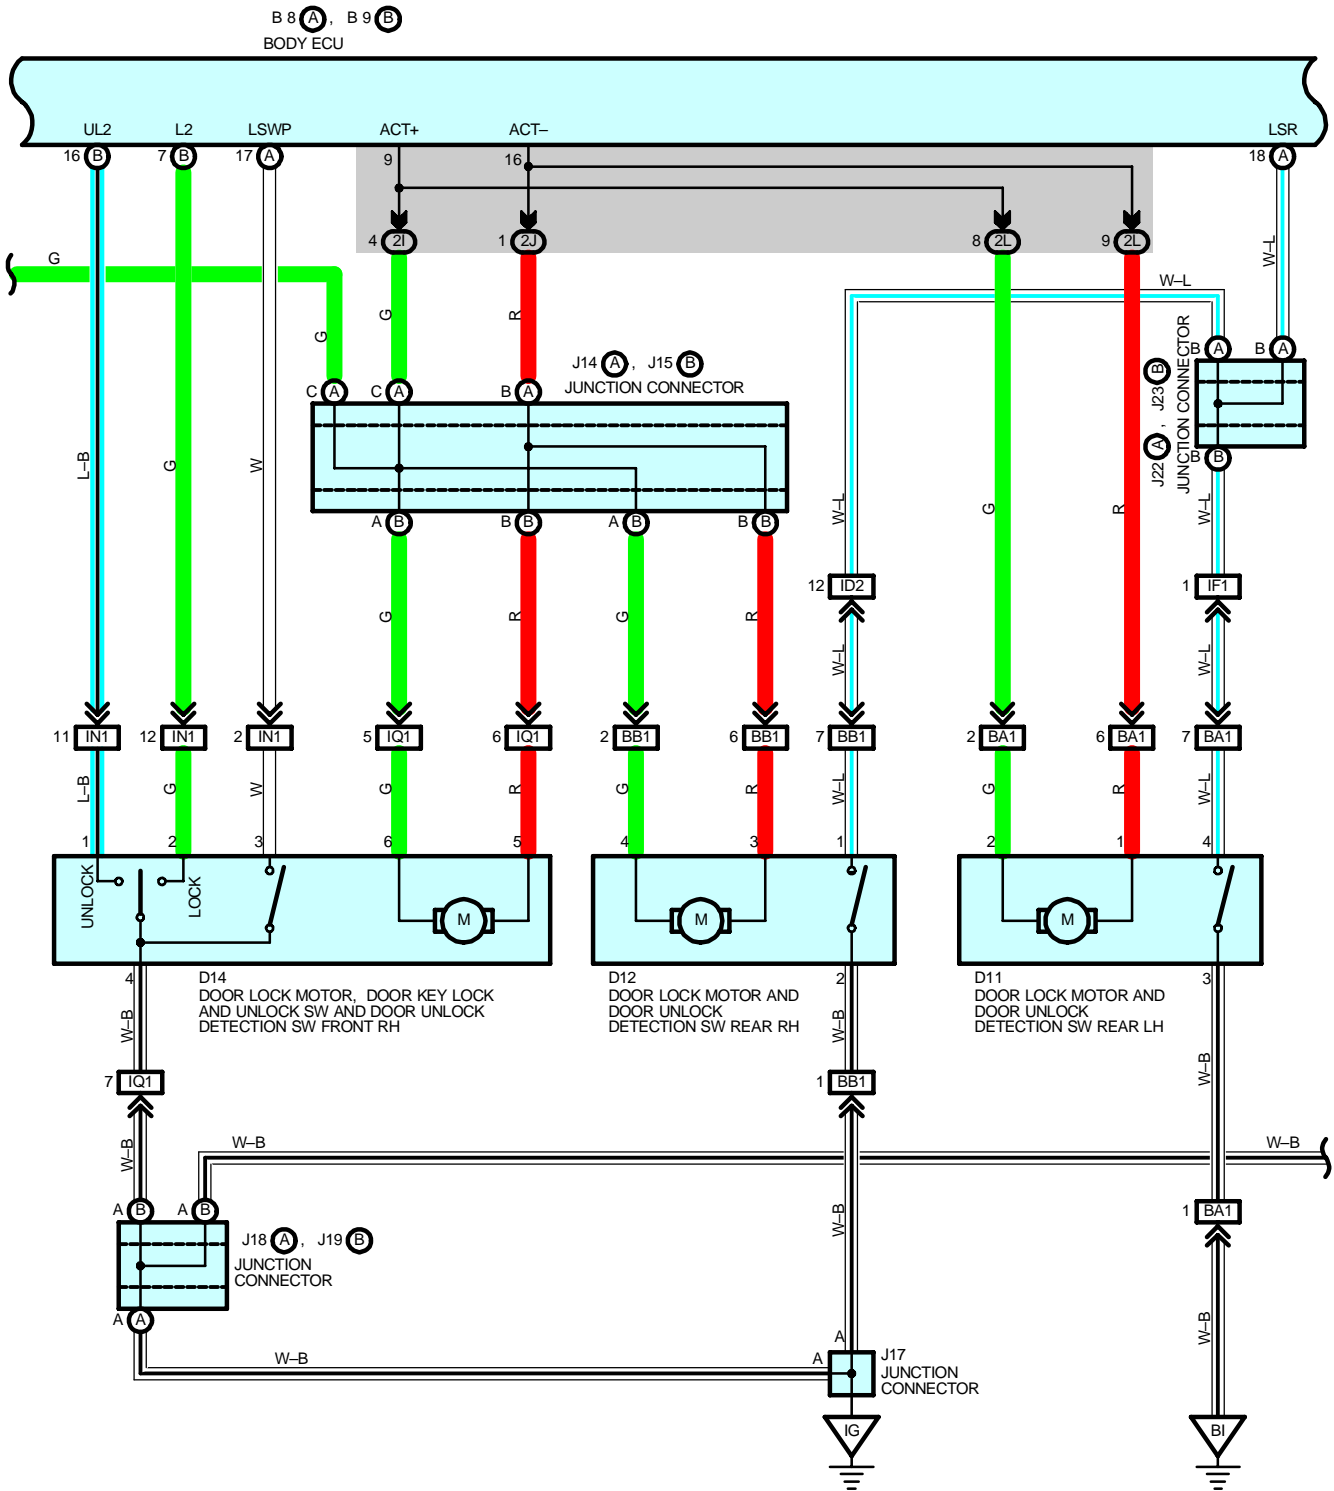 B 8 A , B 9 B
BODY ECU
UL2 L2 LSWP ACT+ ACT– LSR
16 B 7 B 17 A 9 16 18 A
4 2I 1 2J 8 2L 9 2L
G
W–L
W–L
G G R
J14 A , J15 B
JUNCTION CONNECTOR
C A C A B A
B A B A
J22 A , J23 B
JUNCTION CONNECTOR
B B
L–B G W
A B B B A B B B
W–L G R W–L
12 ID2 1 IF1
G R G R W–L W–L
11 IN1 12 IN1 2 IN1 5 IQ1 6 IQ1 2 BB1 6 BB1 7 BB1 2 BA1 6 BA1 7 BA1
L–B G W G R G R W–L G R W–L
1 2 3 6 5 4 3 1 2 1 4
UNLOCK LOCK M M M
4 D14
DOOR LOCK MOTOR, DOOR KEY LOCK
AND UNLOCK SW AND DOOR UNLOCK
DETECTION SW FRONT RH
D12 2
DOOR LOCK MOTOR AND
DOOR UNLOCK
DETECTION SW REAR RH
D11 3
DOOR LOCK MOTOR AND
DOOR UNLOCK
DETECTION SW REAR LH
W–B W–B W–B
7 IQ1 1 BB1
W–B W–B W–B
A B A B
1 BA1
W–B
J18 A , J19 B
JUNCTION
CONNECTOR
A A
W–B
W–B
A
A
J17
JUNCTION
CONNECTOR
IG BI